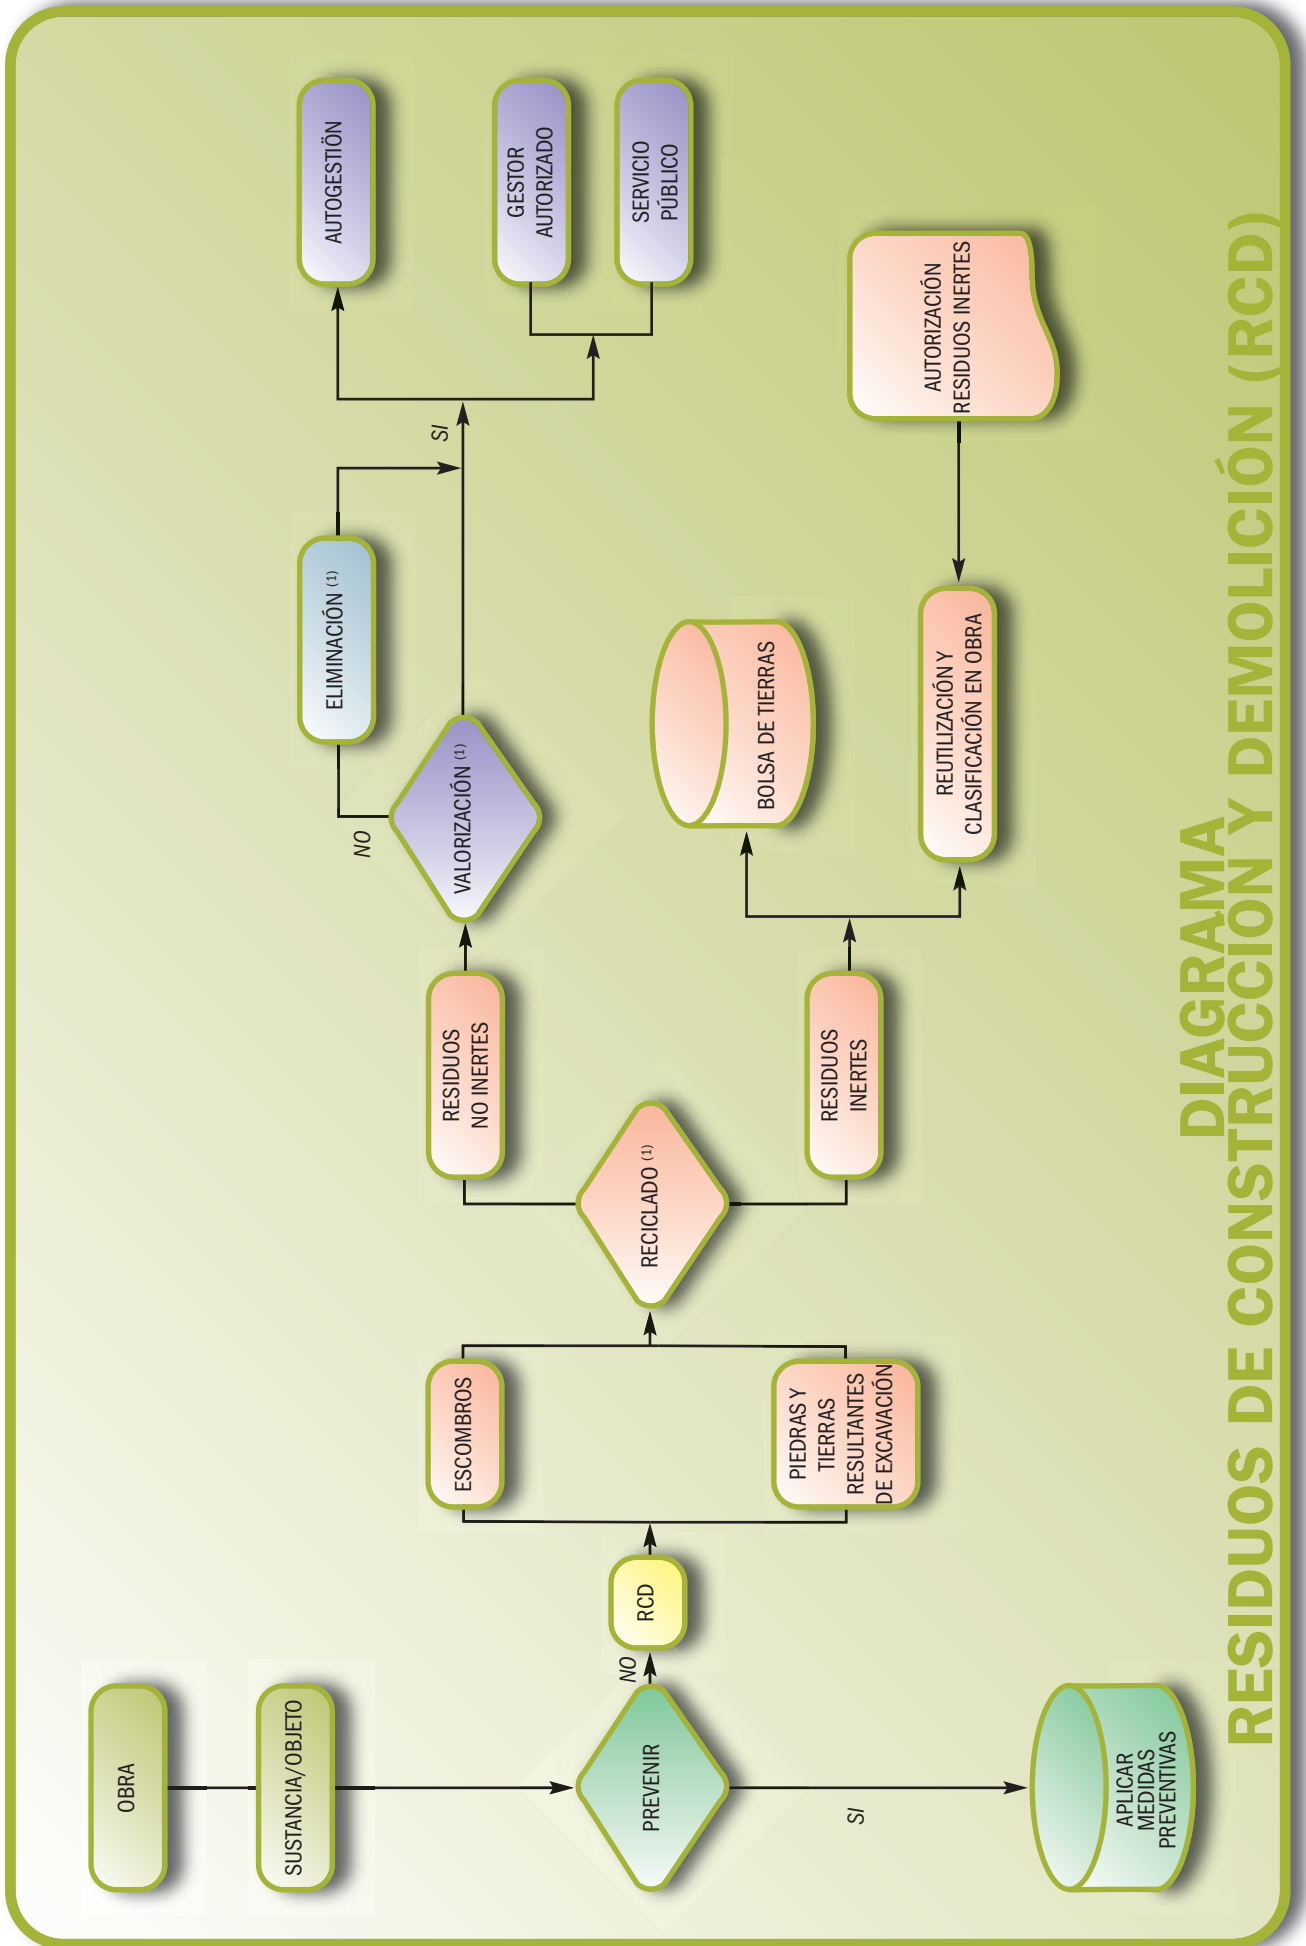 OBRA
SUSTANCIA/OBJETO
PREVENIR
SI
APLICAR
MEDIDAS
PREVENTIVAS
NO
RCD
ESCOMBROS
PIEDRAS Y
TIERRAS
RESULTANTES
DE EXCAVACIÓN
RECICLADO (1)
RESIDUOS
NO INERTES
RESIDUOS
INERTES
VALORIZACIÓN (1)
NO
ELIMINACIÓN (1)
SI
AUTOGESTIÖN
GESTOR
AUTORIZADO
SERVICIO
PÚBLICO
BOLSA DE TIERRAS
REUTILIZACIÓN Y
CLASIFICACIÓN EN OBRA
AUTORIZACIÓN
RESIDUOS INERTES
DIAGRAMA
RESIDUOS DE CONSTRUCCION Y DEMOLICIÓN (RCD)